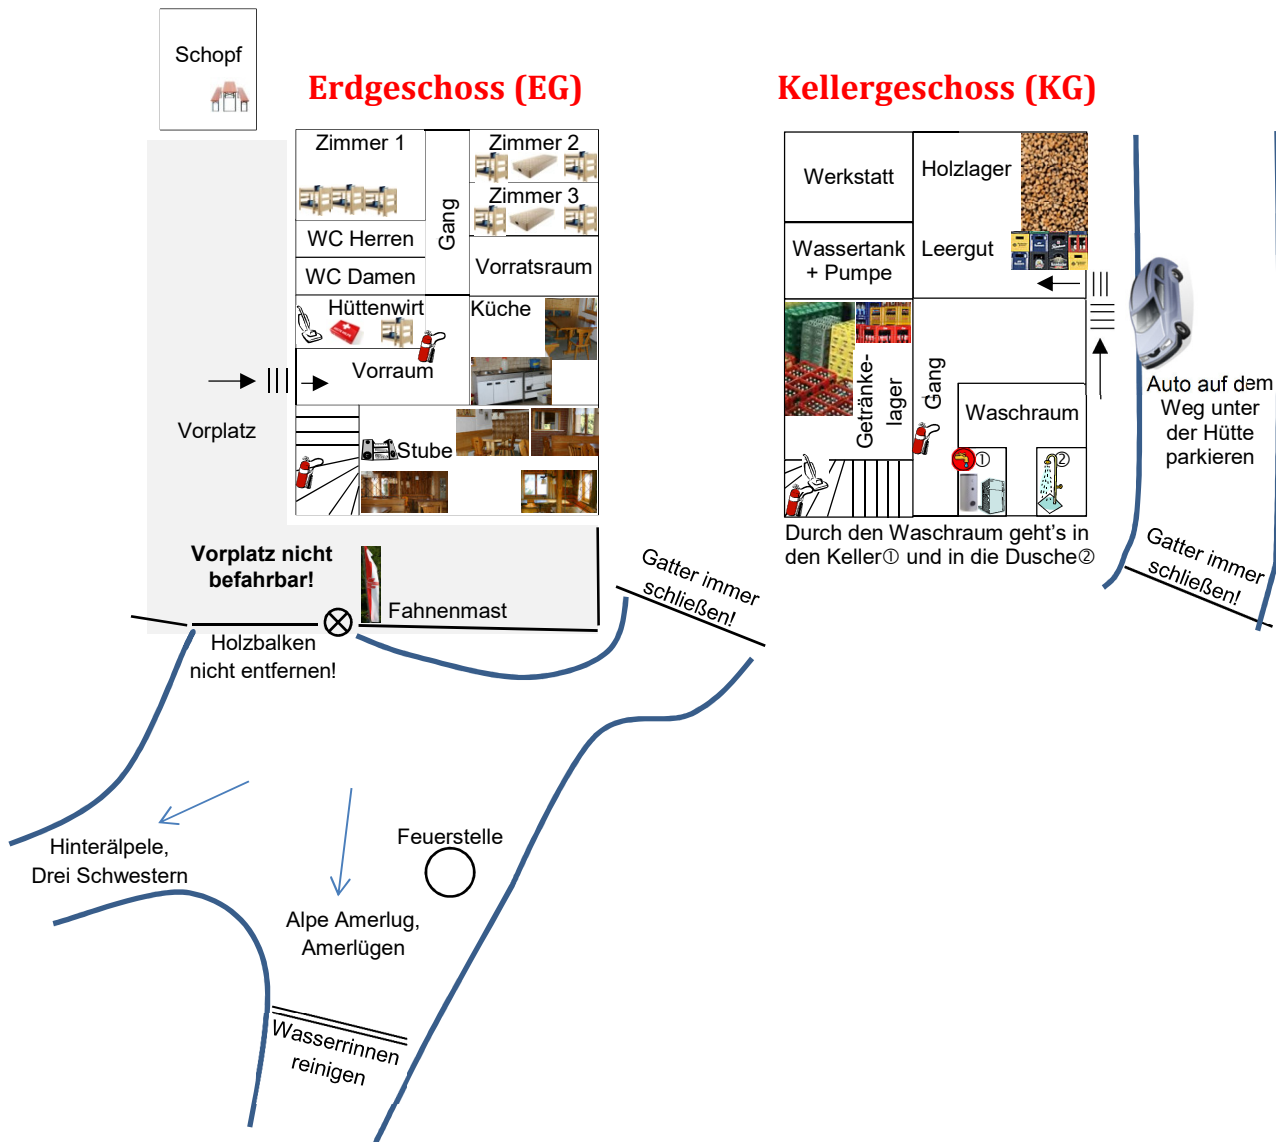 Schopf
Erdgeschoss (EG)
Kellergeschoss (KG)
Zimmer 1
Gang
Zimmer 2
Zimmer 3
WC Herren
WC Damen
Vorratsraum
Hüttenwirt
Küche
Vorraum
Vorplatz
Stube
Werkstatt
Holzlager
Wassertank
+ Pumpe
Leergut
Getränke-
lager
Gang
Waschraum
①
②
Durch den Waschraum geht's in
den Keller① und in die Dusche②
Auto auf dem
Weg unter
der Hütte
parkieren
Gatter immer
schließen!
Vorplatz nicht
befahrbar!
Fahnenmast
Gatter immer
schließen!
Holzbalken
nicht entfernen!
Hinterälpele,
Drei Schwestern
Feuerstelle
Alpe Amerlug,
Amerlügen
Wasserrinnen
reinigen